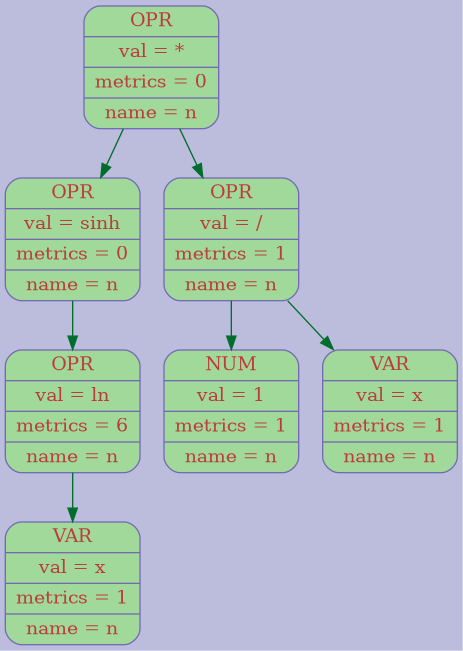 OPR
val = *
metrics = 0
name = n
OPR
val = sinh
metrics = 0
name = n
OPR
val = /
metrics = 1
name = n
OPR
val = ln
metrics = 6
name = n
NUM
val = 1
metrics = 1
name = n
VAR
val = x
metrics = 1
name = n
VAR
val = x
metrics = 1
name = n